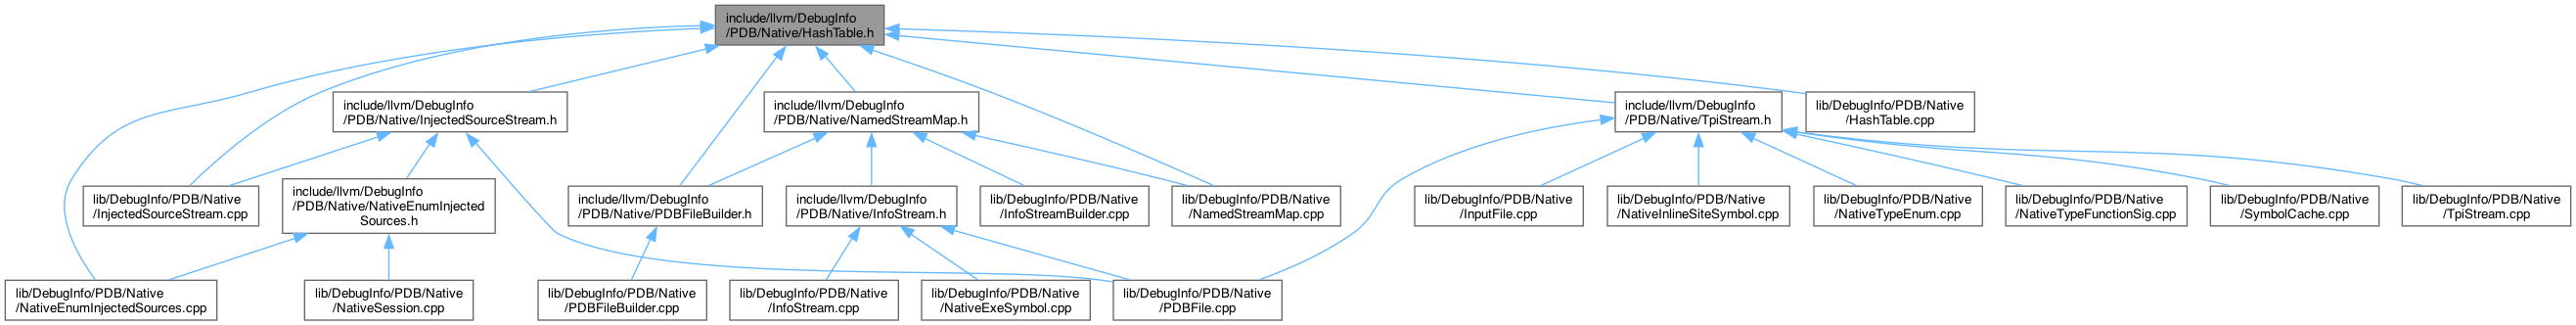 include/llvm/DebugInfo
/PDB/Native/HashTable.h
include/llvm/DebugInfo
/PDB/Native/InjectedSourceStream.h
include/llvm/DebugInfo
/PDB/Native/NamedStreamMap.h
include/llvm/DebugInfo
/PDB/Native/TpiStream.h
lib/DebugInfo/PDB/Native
/HashTable.cpp
lib/DebugInfo/PDB/Native
/InjectedSourceStream.cpp
include/llvm/DebugInfo
/PDB/Native/NativeEnumInjected
Sources.h
include/llvm/DebugInfo
/PDB/Native/PDBFileBuilder.h
include/llvm/DebugInfo
/PDB/Native/InfoStream.h
lib/DebugInfo/PDB/Native
/InfoStreamBuilder.cpp
lib/DebugInfo/PDB/Native
/NamedStreamMap.cpp
lib/DebugInfo/PDB/Native
/InputFile.cpp
lib/DebugInfo/PDB/Native
/NativeInlineSiteSymbol.cpp
lib/DebugInfo/PDB/Native
/NativeTypeEnum.cpp
lib/DebugInfo/PDB/Native
/NativeTypeFunctionSig.cpp
lib/DebugInfo/PDB/Native
/SymbolCache.cpp
lib/DebugInfo/PDB/Native
/TpiStream.cpp
lib/DebugInfo/PDB/Native
/NativeEnumInjectedSources.cpp
lib/DebugInfo/PDB/Native
/NativeSession.cpp
lib/DebugInfo/PDB/Native
/PDBFileBuilder.cpp
lib/DebugInfo/PDB/Native
/InfoStream.cpp
lib/DebugInfo/PDB/Native
/NativeExeSymbol.cpp
lib/DebugInfo/PDB/Native
/PDBFile.cpp